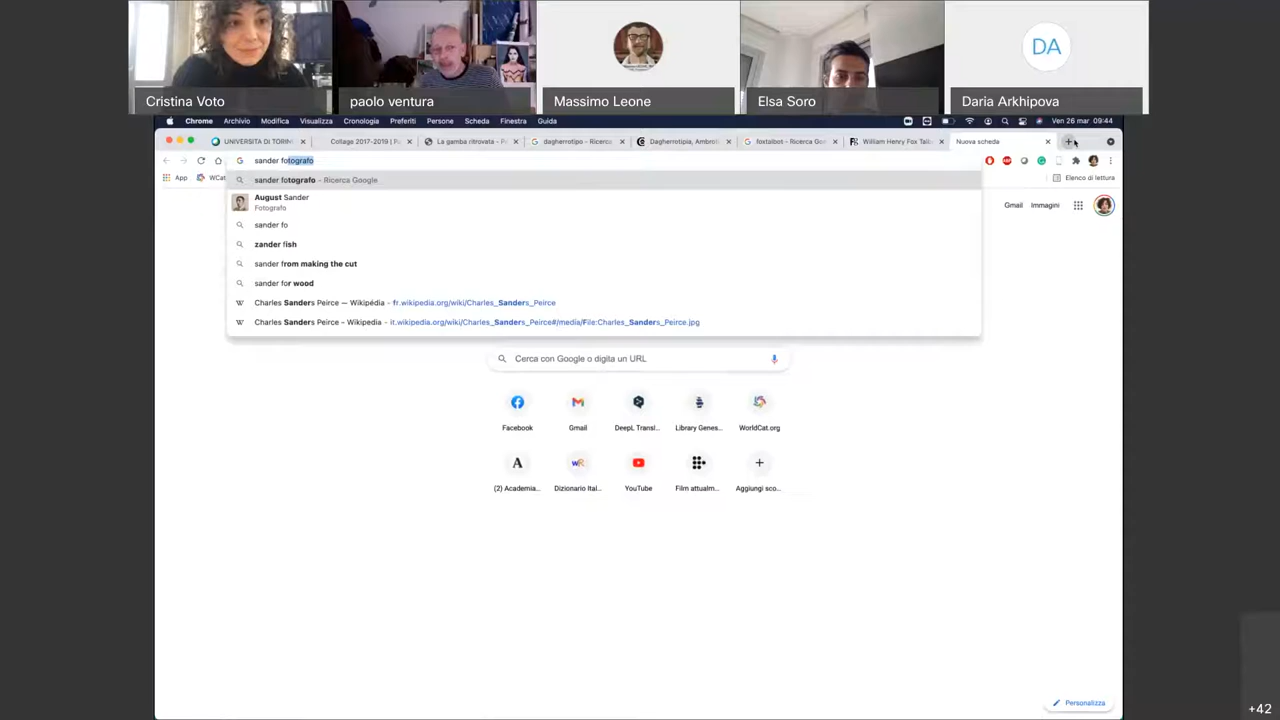 Cristina Voto
paolo ventura
Massimo Leone
Elsa Soro
DA
Daria Arkhipova
Chrome Archivio Modifica Visualizza Cronologia Preferiti Persone Scheda Finestra Guida
Ven 26 mar 09:44
UNIVERSITÀ DI TORIN
Collage 2017-2019 | Pa
La gamba ritrovata - P
dagherrotipo - Ricerca
Dagherrotipia, Ambrot
foxtalbot - Ricerca Goo
William Henry Fox Talb
Nuova scheda
sander fotografo
App
WCat
Elenco di lettura
sander fotografo - Ricerca Google
August Sander
Fotografo
sander fo
zander fish
sander from making the cut
sander for wood
Charles Sanders Peirce — Wikipédia - fr.wikipedia.org/wiki/Charles_Sanders_Peirce
Charles Sanders Peirce - Wikipedia - it.wikipedia.org/wiki/Charles_Sanders_Peirce#/media/File:Charles_Sanders_Peirce.jpg
Gmail Immagini
Cerca con Google o digita un URL
Facebook
Gmail
DeepL Transl...
Library Genes...
WorldCat.org
(2) Academia...
Dizionario Ital...
YouTube
Film attualm...
Aggiungi sco...
Personalizza
+42